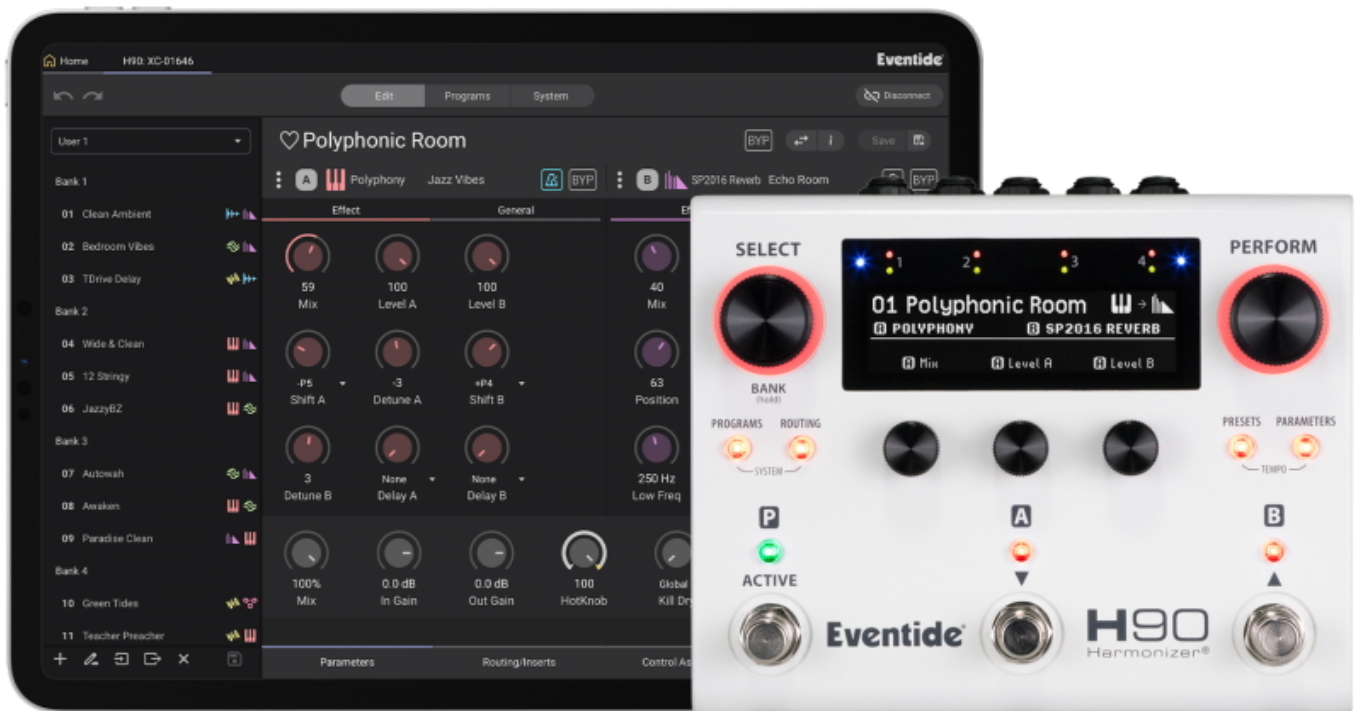 Home H90: XC-01646 Eventide
Edit Programs System Disconnect
User 1
Bank 1
01 Clean Ambient
02 Bedroom Vibes
03 TDrive Delay
Bank 2
04 Wide & Clean
05 12 Stringy
06 JazzyBZ
Bank 3
07 Autowah
08 Awaken
09 Paradise Clean
Bank 4
10 Green Tides
11 Teacher Preacher
Polyphonic Room BYP i Save
A Polyphony Jazz Vibes BYP B SP2016 Reverb Echo Room BYP
Effect General
59 100 100 40
Mix Level A Level B Mix
-P5 -3 +P4 63
Shift A Detune A Shift B Position
3 None None 250 Hz
Detune B Delay A Delay B Low Freq
100% 0.0 dB 0.0 dB 100 Global
Mix In Gain Out Gain HotKnob Kill Dr
Parameters Routing/Inserts Control As
SELECT PERFORM
1 2 3 4
01 Polyphonic Room
A POLYPHONY B SP2016 REVERB
A Mix A Level A A Level B
BANK
(hold)
PROGRAMS ROUTING PRESETS PARAMETERS
SYSTEM TEMPO
P A B
ACTIVE
Eventide H90
Harmonizer®